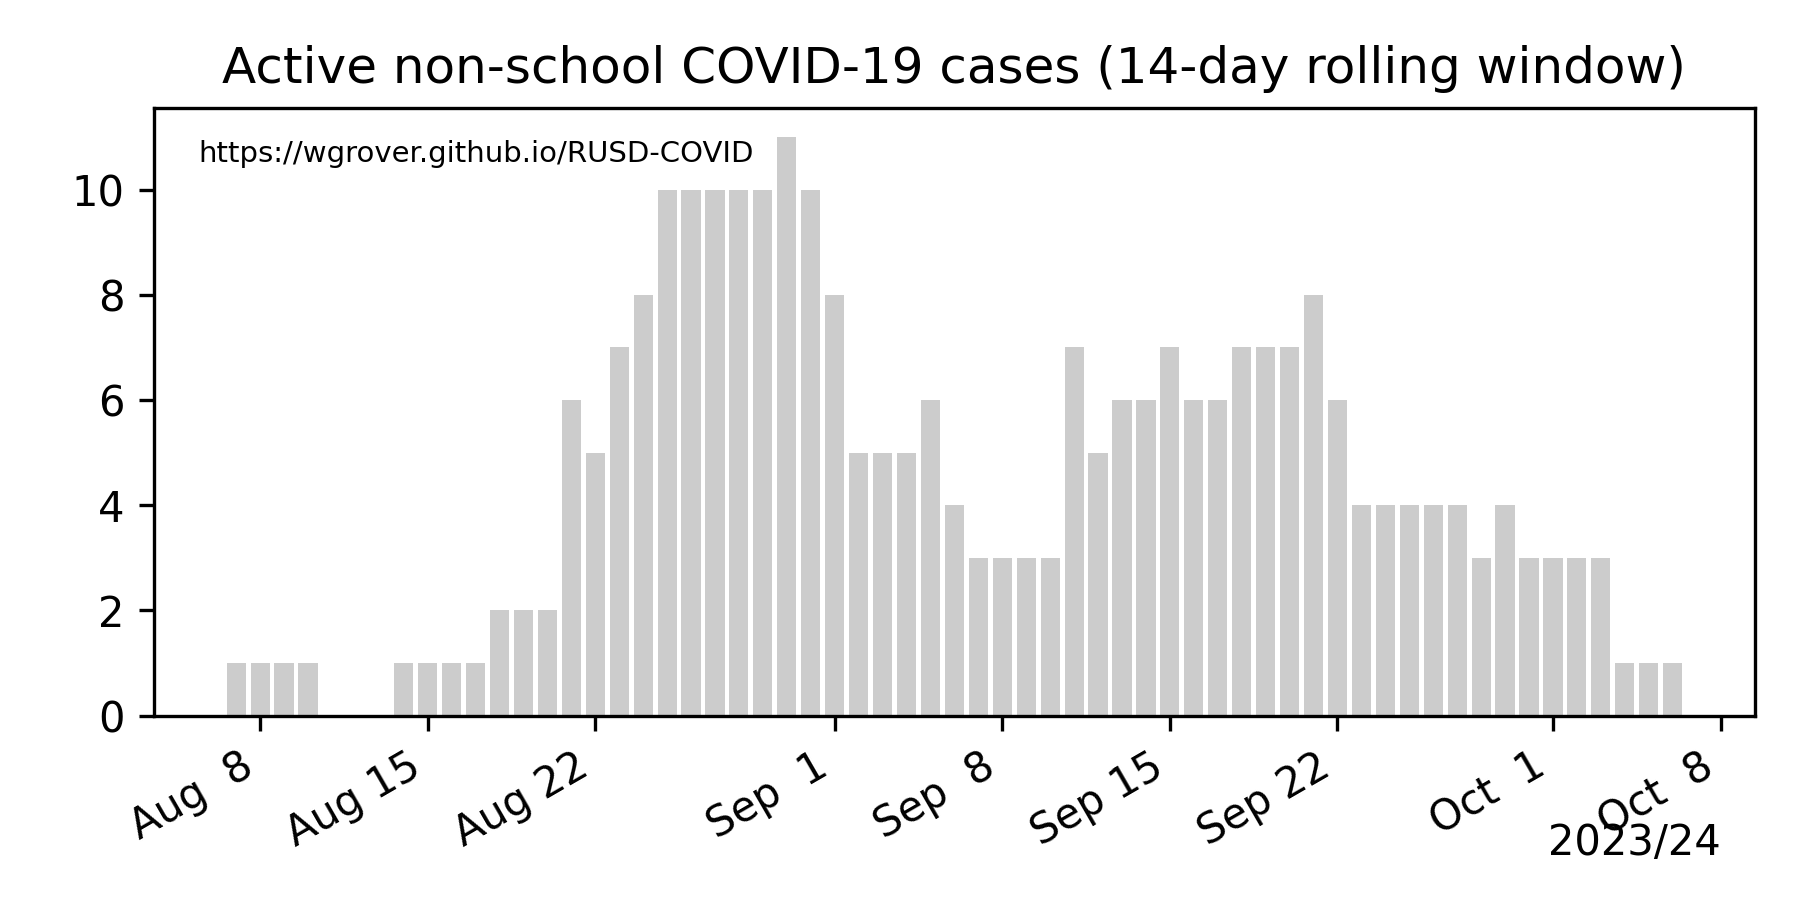 Active non-school COVID-19 cases (14-day rolling window)
https://wgrover.github.io/RUSD-COVID
10
8
6
4
2
0
Aug 8
Aug 15
Aug 22
Sep 1
Sep 8
Sep 15
Sep 22
Oct 1
Oct 8
2023/24